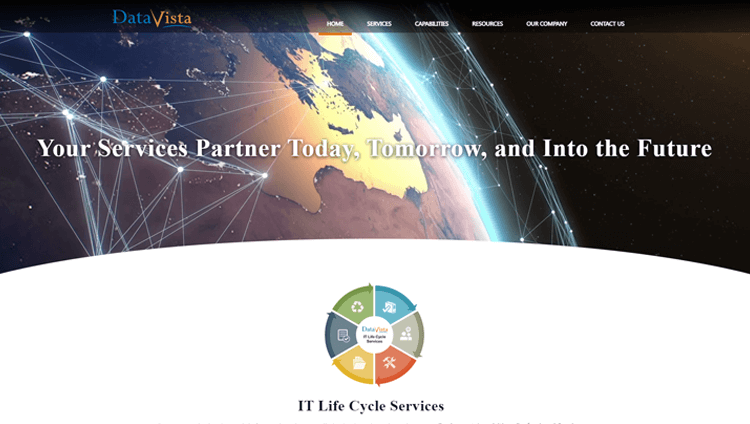 DataVista
HOME SERVICES CAPABILITIES RESOURCES OUR COMPANY CONTACT US
Your Services Partner Today, Tomorrow, and Into the Future
DataVista
IT Life Cycle
Services
IT Life Cycle Services